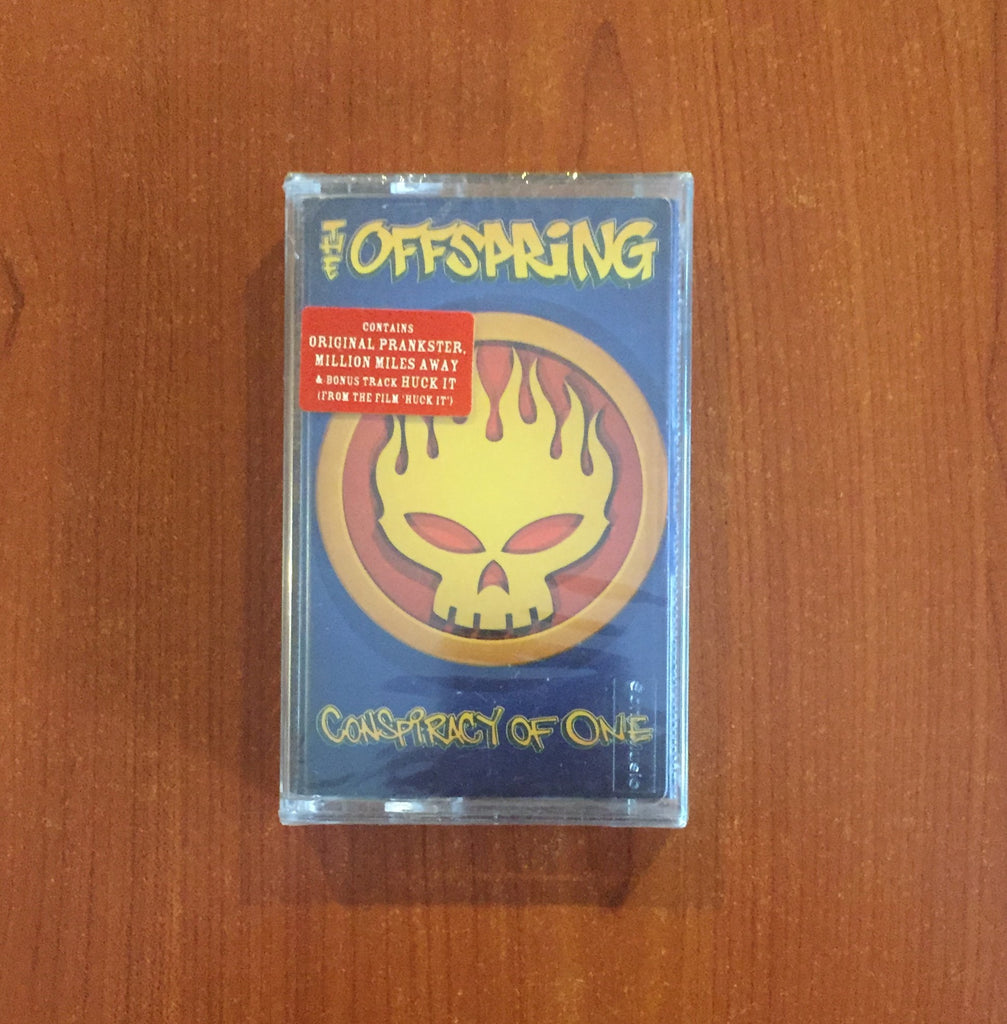 THE OFFSPRiNG
CONTAINS
ORIGINAL PRANKSTER,
MILLION MILES AWAY
& BONUS TRACK HUCK IT
(FROM THE FILM 'HUCK IT')
CONSPiRACY OF ONE